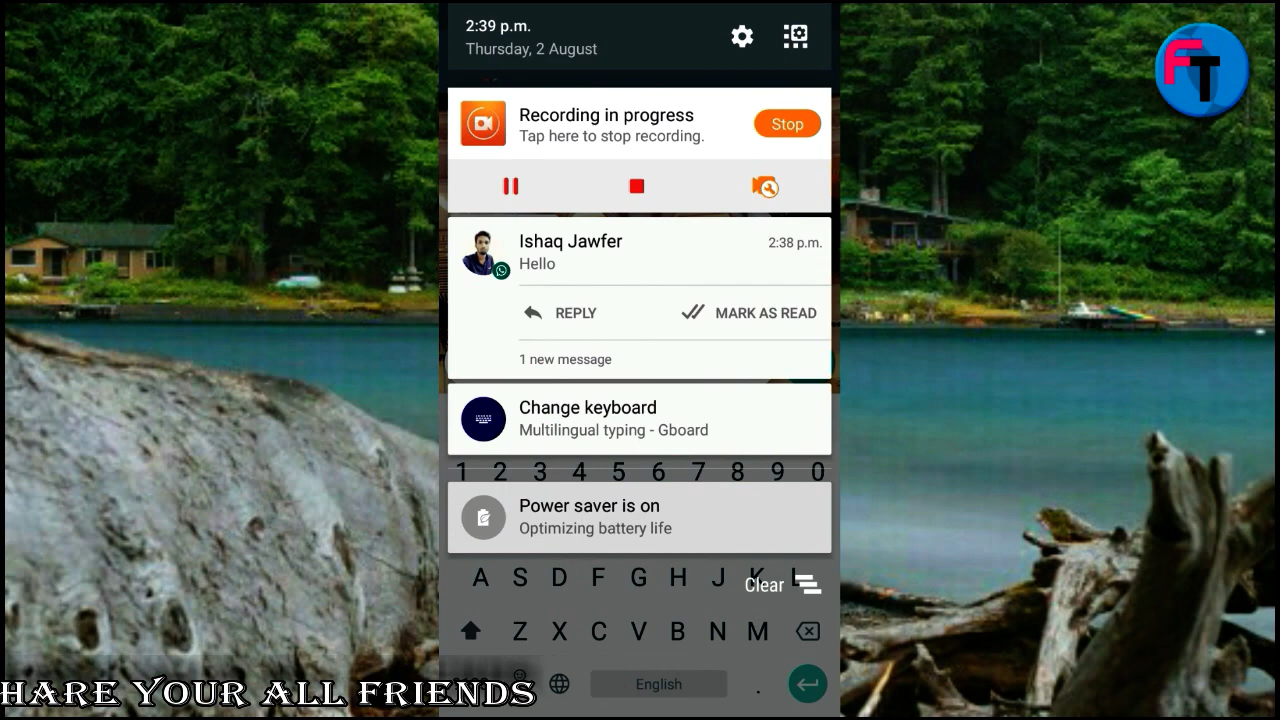 2:39 p.m.
Thursday, 2 August
FT
Recording in progress
Tap here to stop recording.
Stop
Ishaq Jawfer
2:38 p.m.
Hello
REPLY
MARK AS READ
1 new message
Change keyboard
Multilingual typing - Gboard
1 2 3 4 5 6 7 8 9 0
Power saver is on
Optimizing battery life
A S D F G H J K L
Clear
Z X C V B N M
English
.
HARE YOUR ALL FRIENDS